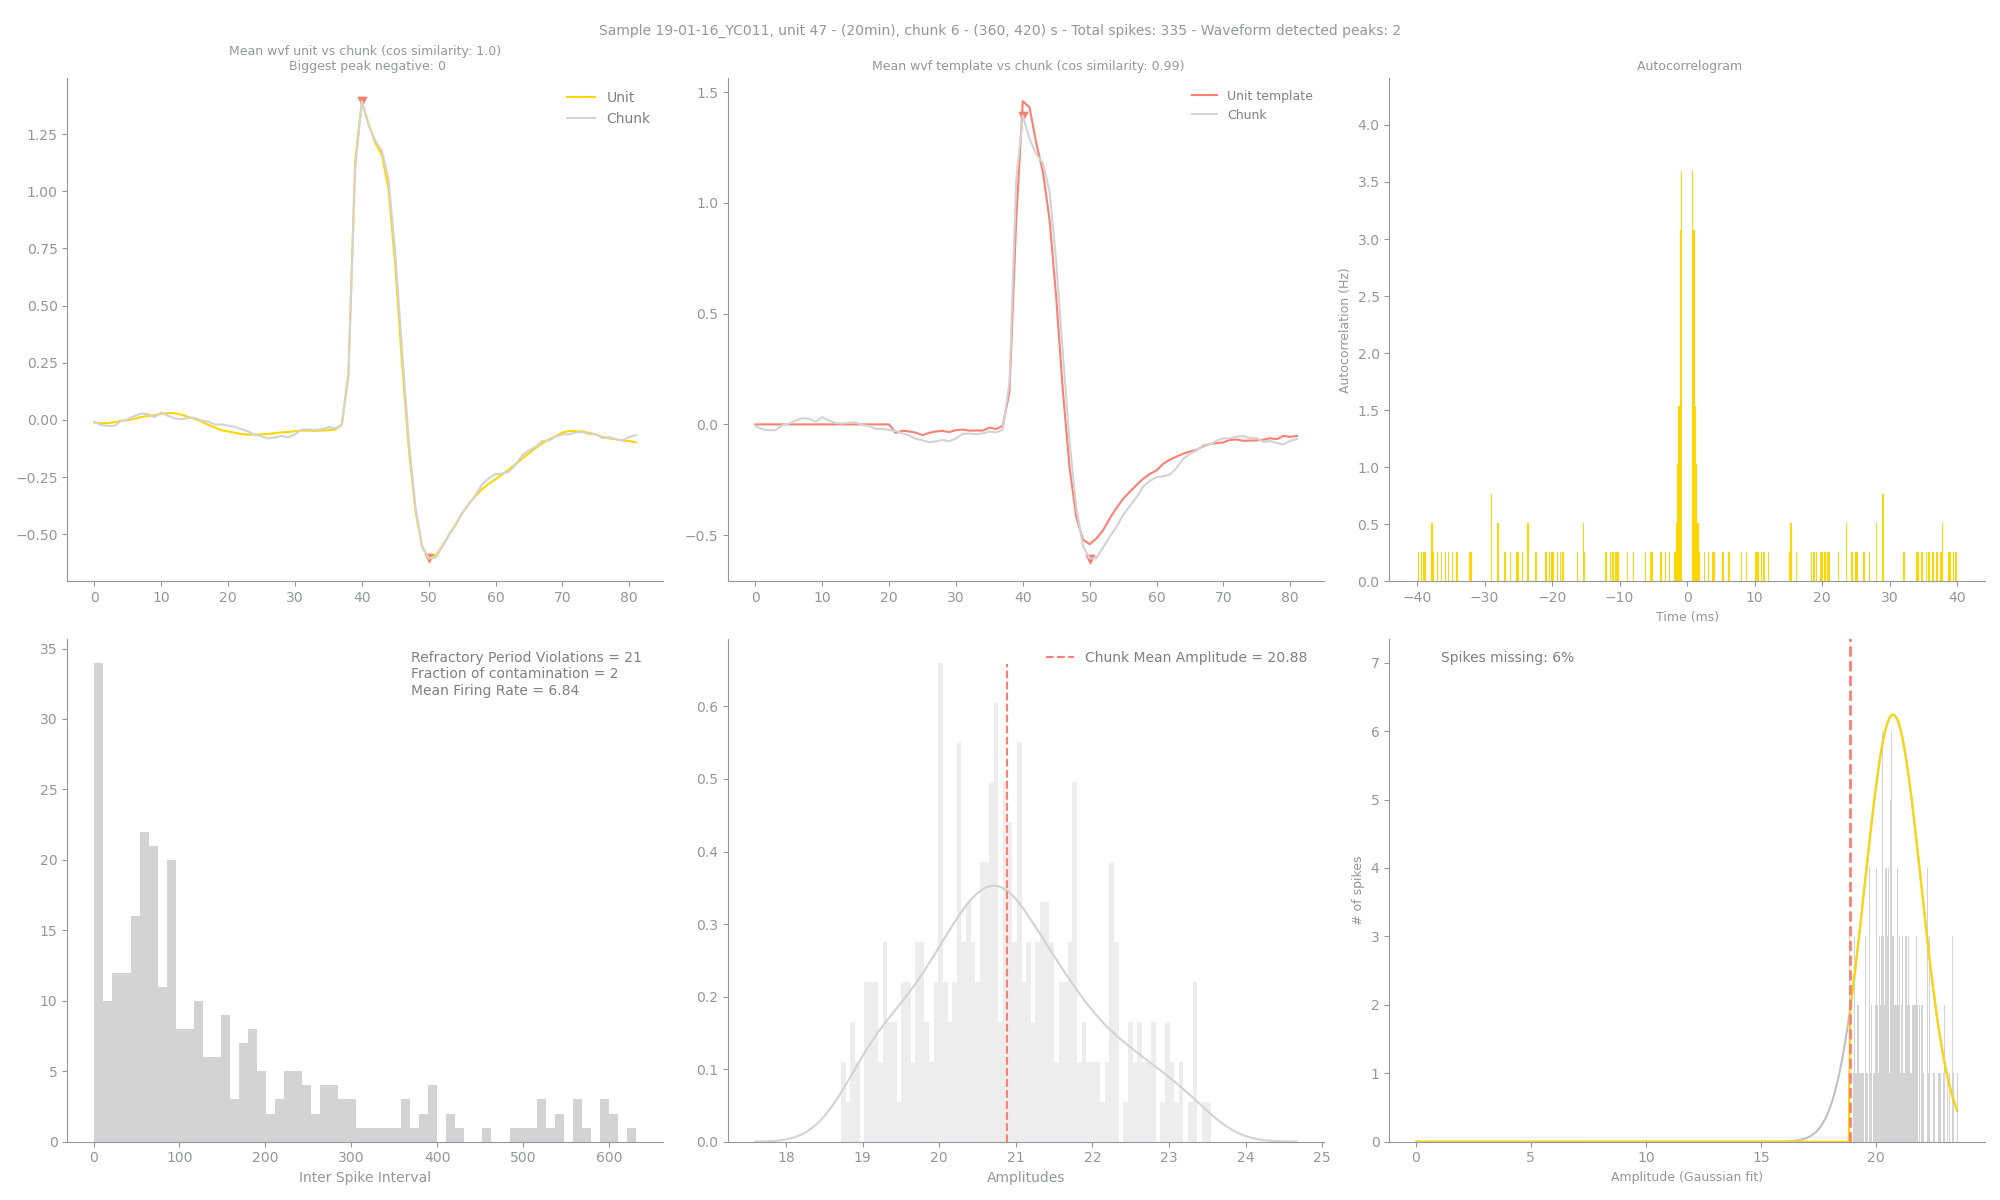 Sample 19-01-16_YC011, unit 47 - (20min), chunk 6 - (360, 420) s - Total spikes: 335 - Waveform detected peaks: 2
Mean wvf unit vs chunk (cos similarity: 1.0)
Biggest peak negative: 0
Unit
Chunk
1.25
1.00
0.75
0.50
0.25
0.00
−0.25
−0.50
0 10 20 30 40 50 60 70 80
Mean wvf template vs chunk (cos similarity: 0.99)
Unit template
Chunk
1.5
1.0
0.5
0.0
−0.5
0 10 20 30 40 50 60 70 80
Autocorrelogram
Autocorrelation (Hz)
4.0
3.5
3.0
2.5
2.0
1.5
1.0
0.5
0.0
−40 −30 −20 −10 0 10 20 30 40
Time (ms)
Refractory Period Violations = 21
Fraction of contamination = 2
Mean Firing Rate = 6.84
35
30
25
20
15
10
5
0
0 100 200 300 400 500 600
Inter Spike Interval
Chunk Mean Amplitude = 20.88
0.6
0.5
0.4
0.3
0.2
0.1
0.0
18 19 20 21 22 23 24 25
Amplitudes
Spikes missing: 6%
# of spikes
7
6
5
4
3
2
1
0
0 5 10 15 20
Amplitude (Gaussian fit)